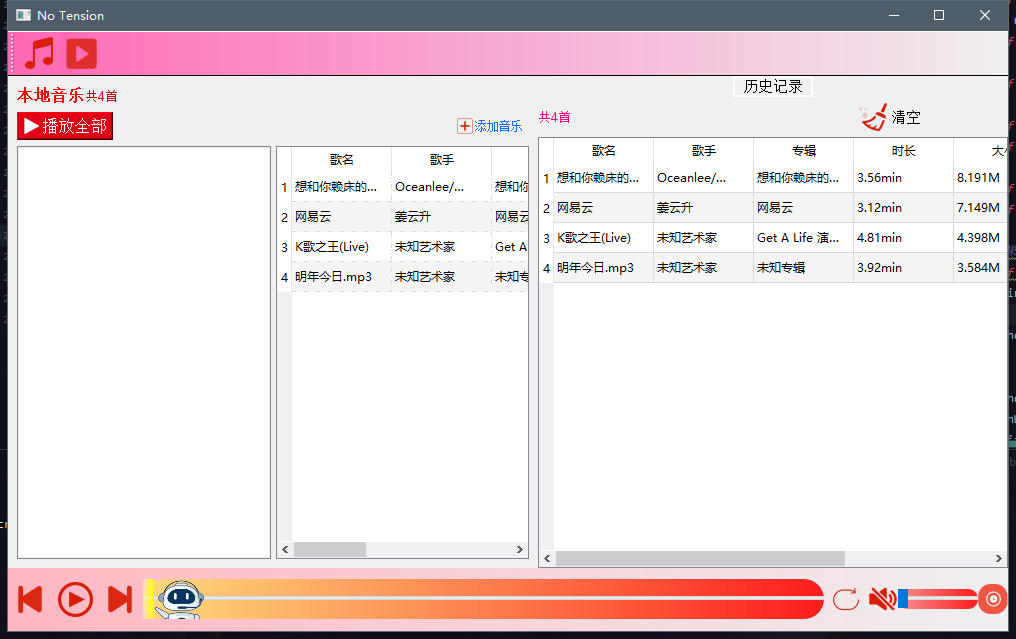 No Tension
本地音乐 共4首
播放全部
添加音乐
歌名 歌手
1 想和你赖床的... Oceanlee/... 想和你
2 网易云 姜云升 网易云
3 K歌之王(Live) 未知艺术家 Get A
4 明年今日.mp3 未知艺术家 未知专
历史记录
共4首 清空
歌名 歌手 专辑 时长 大小
1 想和你赖床的... Oceanlee/... 想和你赖床的... 3.56min 8.191M
2 网易云 姜云升 网易云 3.12min 7.149M
3 K歌之王(Live) 未知艺术家 Get A Life 演... 4.81min 4.398M
4 明年今日.mp3 未知艺术家 未知专辑 3.92min 3.584M